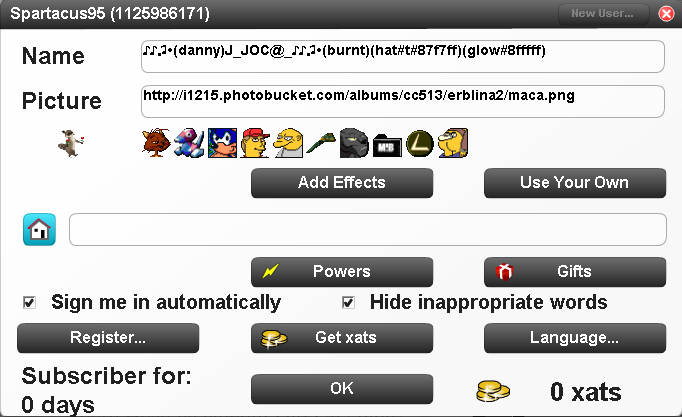 Spartacus95 (1125986171)
New User...
Name
♪♪♫•(danny)J_JOC@_♪♪♫•(burnt)(hat#t#87f7ff)(glow#8fffff)
Picture
http://i1215.photobucket.com/albums/cc513/erblina2/maca.png
M*B
Add Effects
Use Your Own
Powers
Gifts
Sign me in automatically
Hide inappropriate words
Register...
Get xats
Language...
Subscriber for:
0 days
OK
0 xats